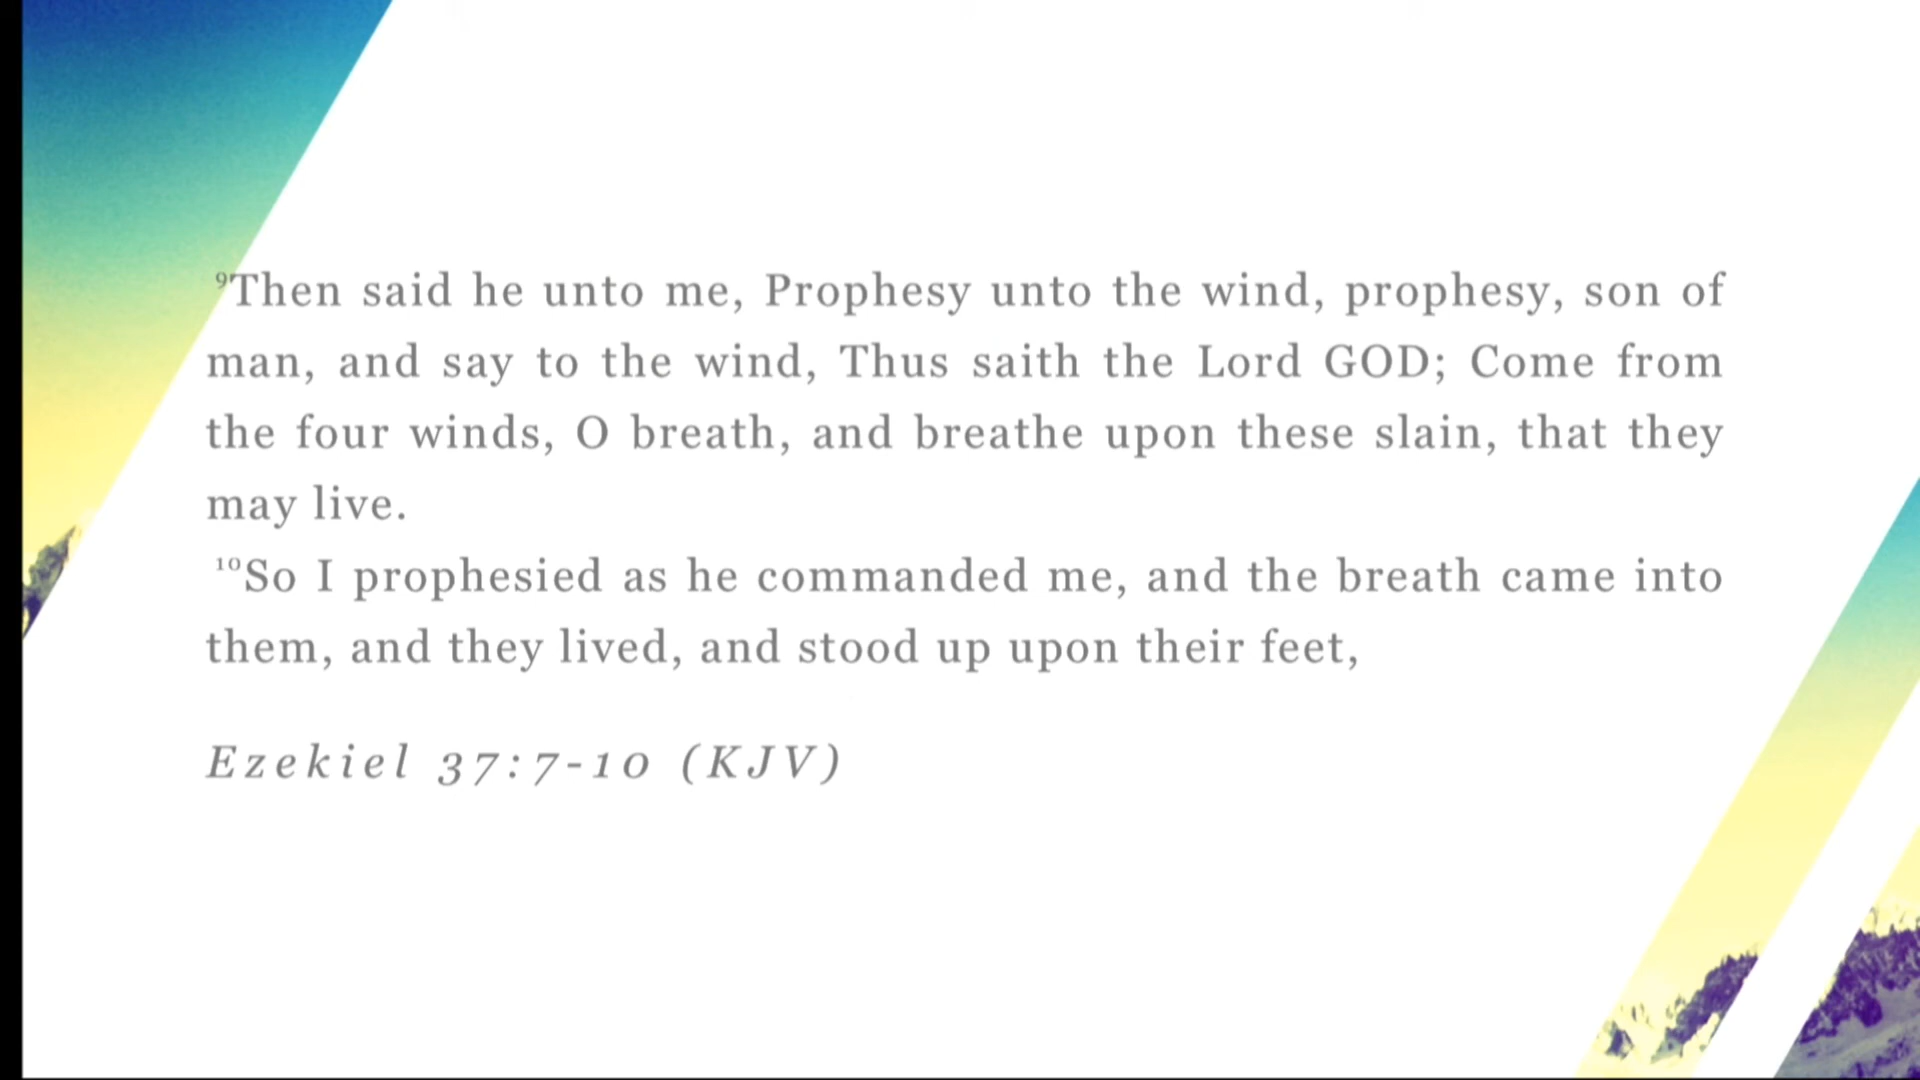 ⁹Then said he unto me, Prophesy unto the wind, prophesy, son of
man, and say to the wind, Thus saith the Lord GOD; Come from
the four winds, O breath, and breathe upon these slain, that they
may live.
¹⁰So I prophesied as he commanded me, and the breath came into
them, and they lived, and stood up upon their feet,
Ezekiel 37:7-10 (KJV)